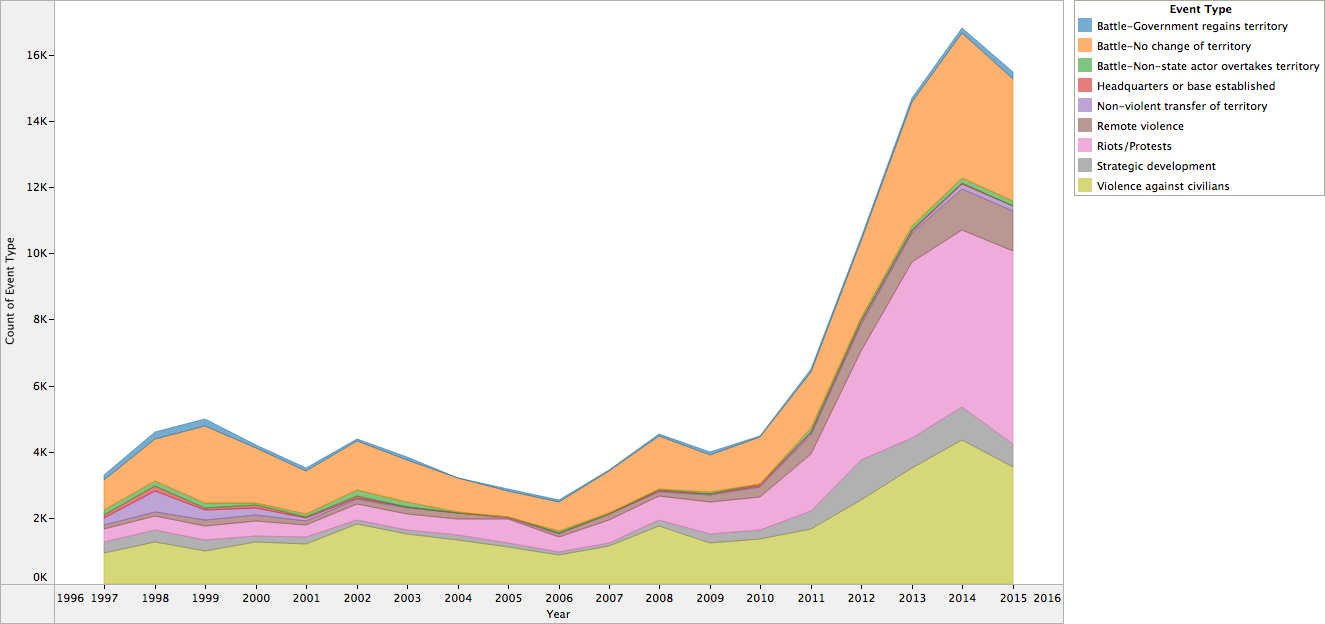 Event Type
Battle-Government regains territory
Battle-No change of territory
Battle-Non-state actor overtakes territory
Headquarters or base established
Non-violent transfer of territory
Remote violence
Riots/Protests
Strategic development
Violence against civilians
16K
14K
12K
10K
8K
6K
4K
2K
0K
Count of Event Type
1996 1997 1998 1999 2000 2001 2002 2003 2004 2005 2006 2007 2008 2009 2010 2011 2012 2013 2014 2015 2016
Year